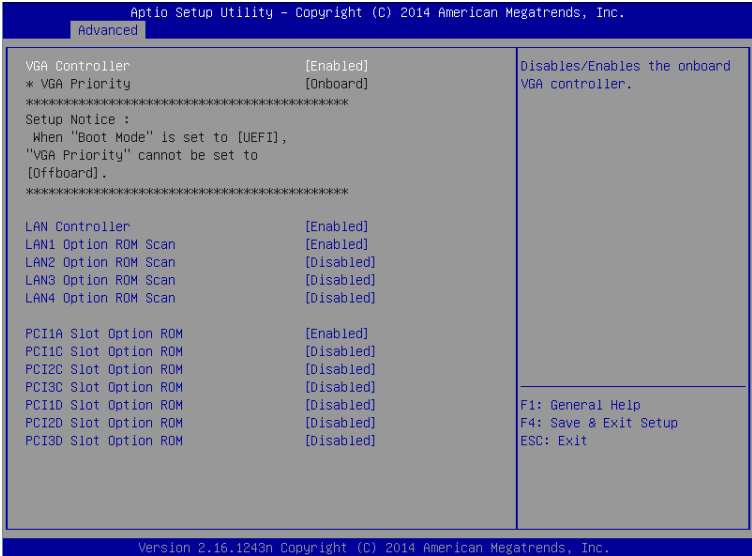 Aptio Setup Utility – Copyright (C) 2014 American Megatrends, Inc.
Advanced
VGA Controller [Enabled]
* VGA Priority [Onboard]
*******************************************
Setup Notice :
When "Boot Mode" is set to [UEFI],
"VGA Priority" cannot be set to
[Offboard].
*******************************************
LAN Controller [Enabled]
LAN1 Option ROM Scan [Enabled]
LAN2 Option ROM Scan [Disabled]
LAN3 Option ROM Scan [Disabled]
LAN4 Option ROM Scan [Disabled]
PCI1A Slot Option ROM [Enabled]
PCI1C Slot Option ROM [Disabled]
PCI2C Slot Option ROM [Disabled]
PCI3C Slot Option ROM [Disabled]
PCI1D Slot Option ROM [Disabled]
PCI2D Slot Option ROM [Disabled]
PCI3D Slot Option ROM [Disabled]
Disables/Enables the onboard
VGA controller.
F1: General Help
F4: Save & Exit Setup
ESC: Exit
Version 2.16.1243n Copyright (C) 2014 American Megatrends, Inc.